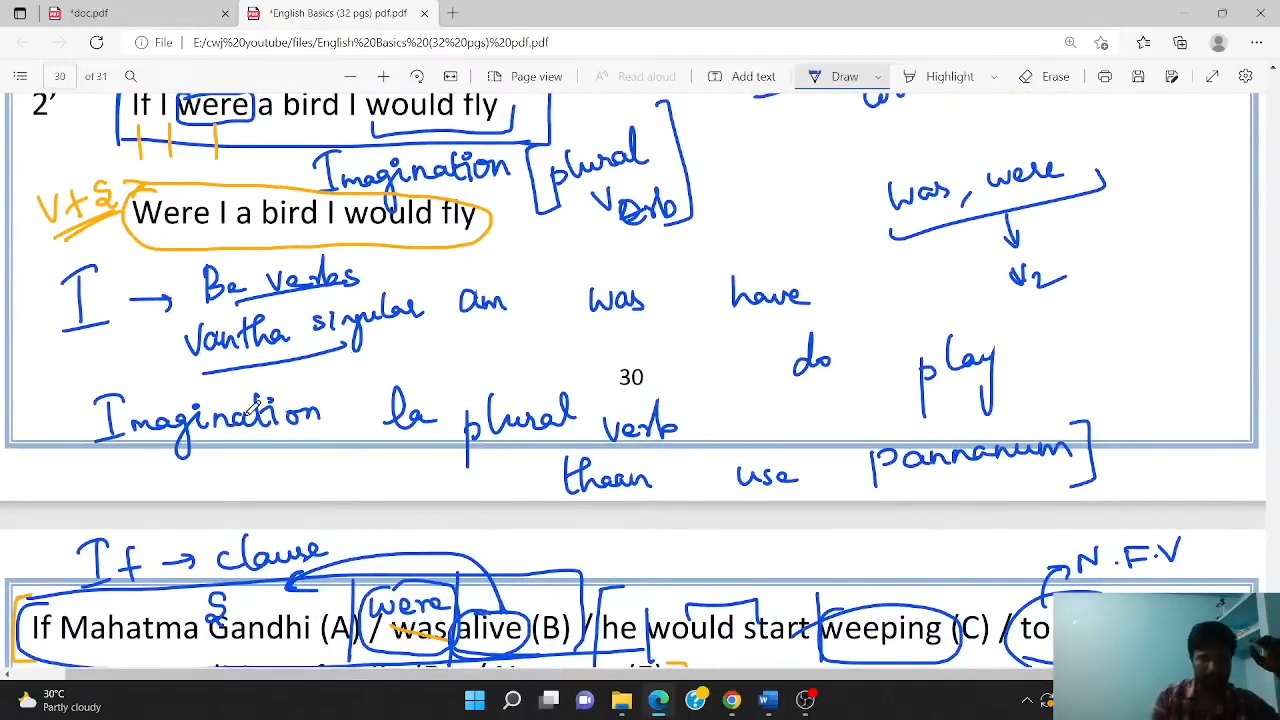 *doc.pdf
*English Basics (32 pgs) pdf.pdf
File E:/cwj%20youtube/files/English%20Basics%20(32%20pgs)%20pdf.pdf
30 of 31 Page view Read aloud Add text Draw Highlight Erase
2’ If I were a bird I would fly
Imagination [plural verb]
was, were
v2
V+S Were I a bird I would fly
I → Be verbs am was have
vantha singular
do play
30
Imagination la plural verb
thaan use pannanum]
If → clause
N.F.V
S were
If Mahatma Gandhi (A) / was alive (B) / he would start weeping (C) / to
30°C
Partly cloudy